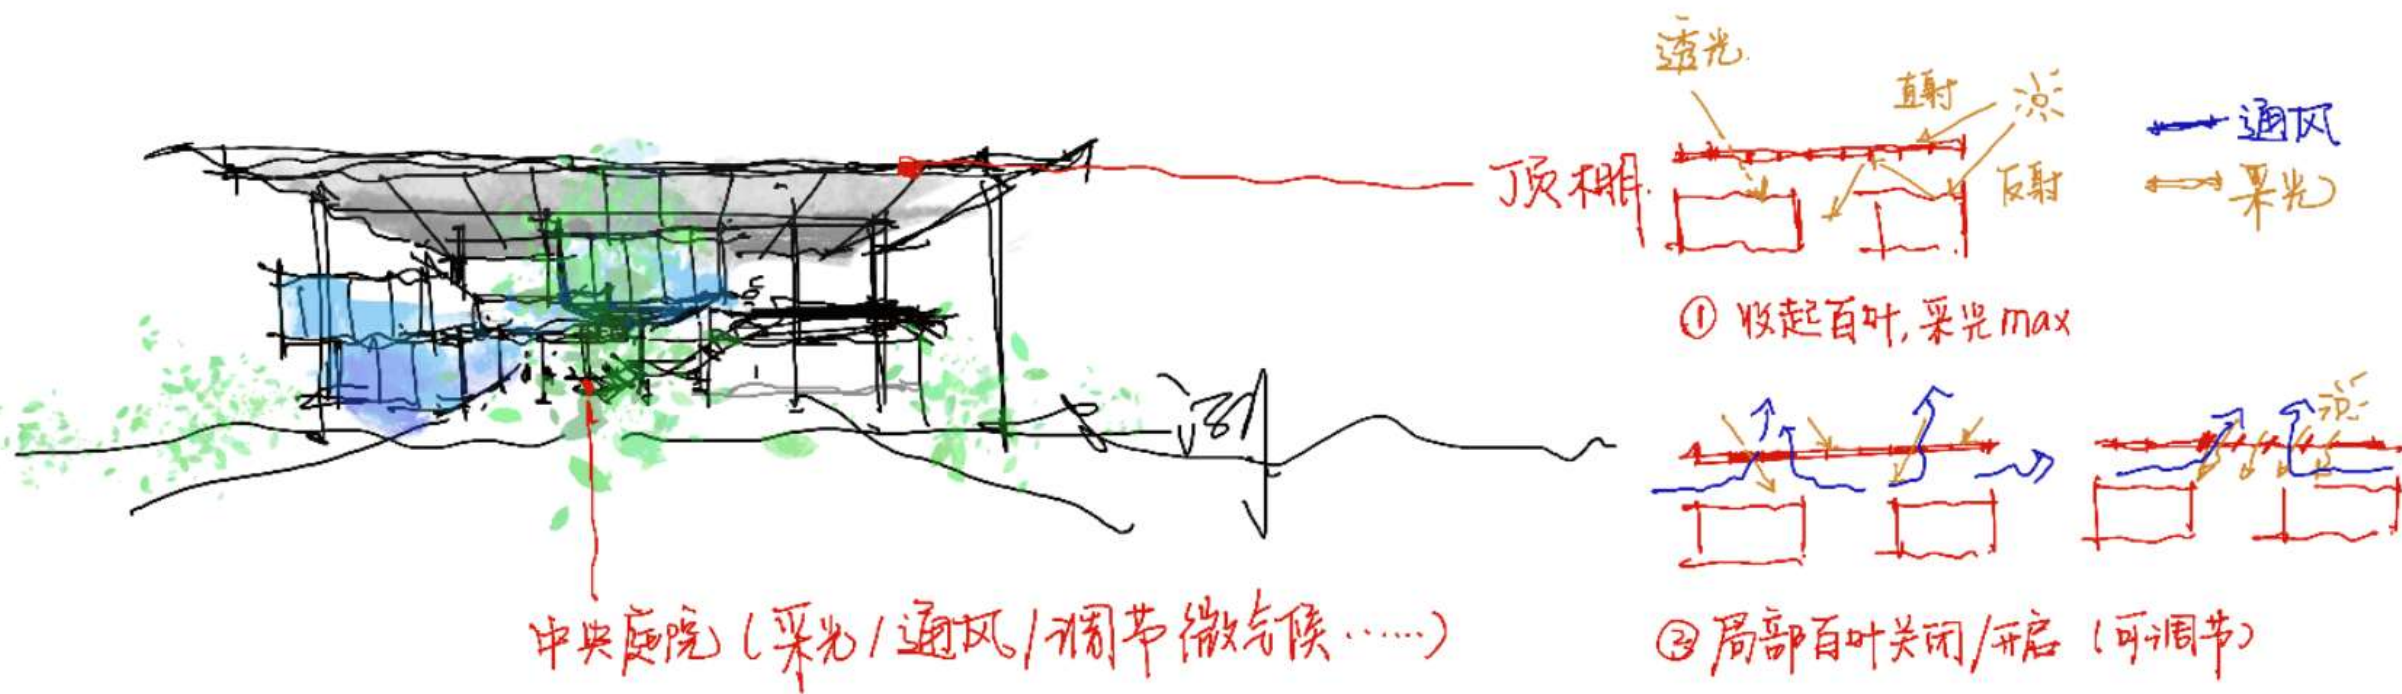 透光
直射
通风
顶棚
反射
采光
① 收起百叶,采光max
中央庭院(采光/通风/调节微气候……)
② 局部百叶关闭/开启(可调节)